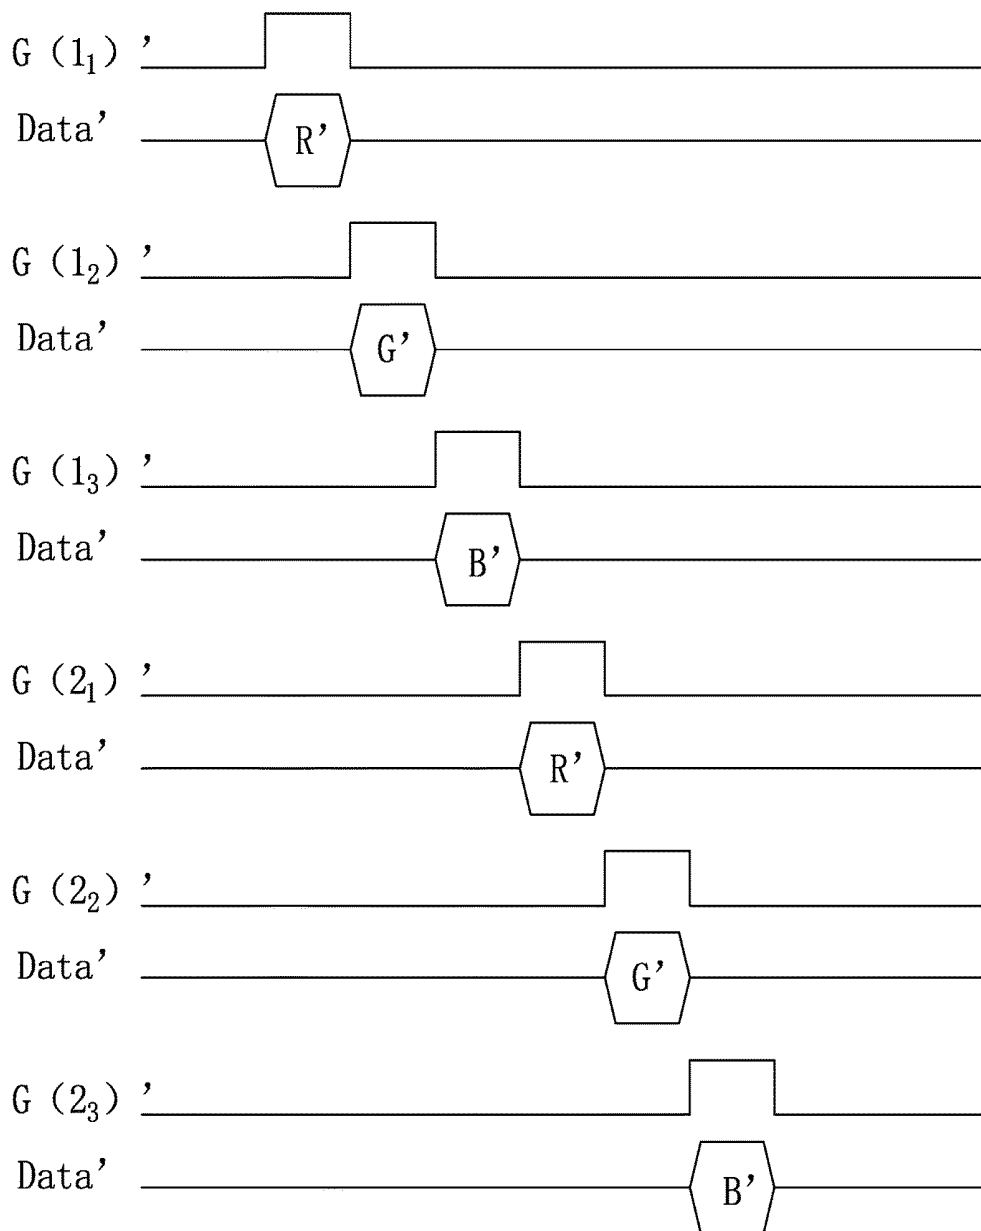 G (1₁) ’
Data’
R’
G (1₂) ’
Data’
G’
G (1₃) ’
Data’
B’
G (2₁) ’
Data’
R’
G (2₂) ’
Data’
G’
G (2₃) ’
Data’
B’